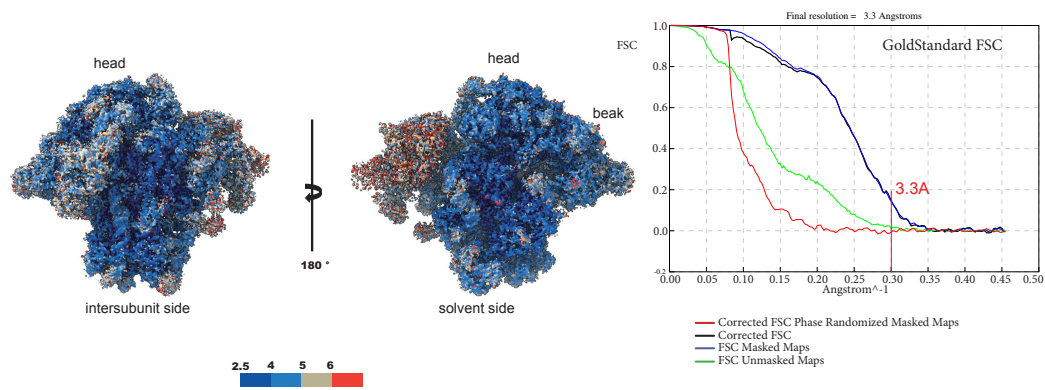 head
intersubunit side
180 °
head
beak
solvent side
2.5 4 5 6
Final resolution = 3.3 Angstroms
FSC
GoldStandard FSC
1.0
0.8
0.6
0.4
0.2
0.0
-0.2
3.3A
0.00 0.05 0.10 0.15 0.20 0.25 0.30 0.35 0.40 0.45 0.50
Angstrom^-1
Corrected FSC Phase Randomized Masked Maps
Corrected FSC
FSC Masked Maps
FSC Unmasked Maps